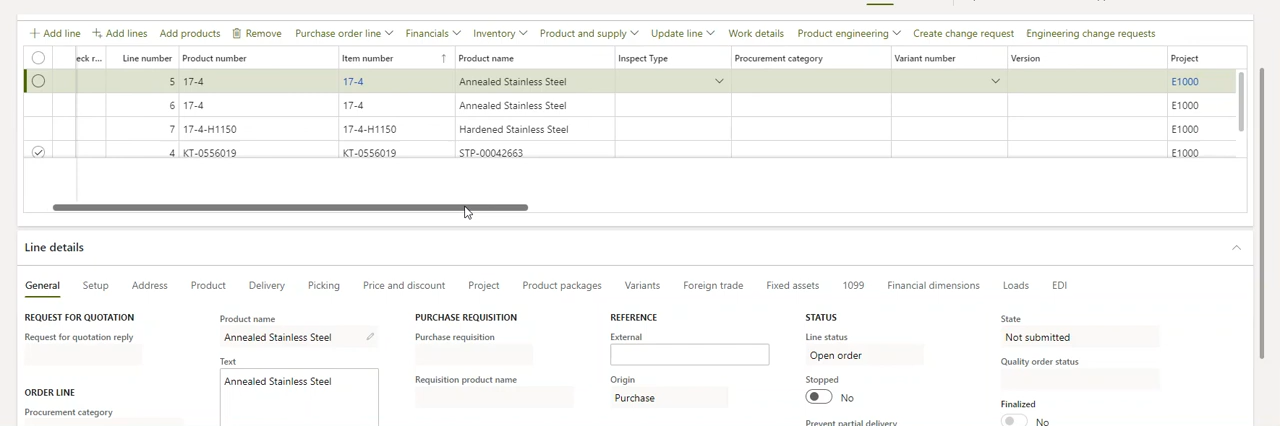 Add line Add lines Add products Remove Purchase order line Financials Inventory Product and supply Update line Work details Product engineering Create change request Engineering change requests
eck r... Line number Product number Item number Product name Inspect Type Procurement category Variant number Version Project
5 17-4 17-4 Annealed Stainless Steel E1000
6 17-4 17-4 Annealed Stainless Steel E1000
7 17-4-H1150 17-4-H1150 Hardened Stainless Steel E1000
4 KT-0556019 KT-0556019 STP-00042663 E1000
Line details
General Setup Address Product Delivery Picking Price and discount Project Product packages Variants Foreign trade Fixed assets 1099 Financial dimensions Loads EDI
REQUEST FOR QUOTATION
Request for quotation reply
ORDER LINE
Procurement category
Product name
Annealed Stainless Steel
Text
Annealed Stainless Steel
PURCHASE REQUISITION
Purchase requisition
Requisition product name
REFERENCE
External
Origin
Purchase
STATUS
Line status
Open order
Stopped
No
Prevent partial delivery
State
Not submitted
Quality order status
Finalized
No